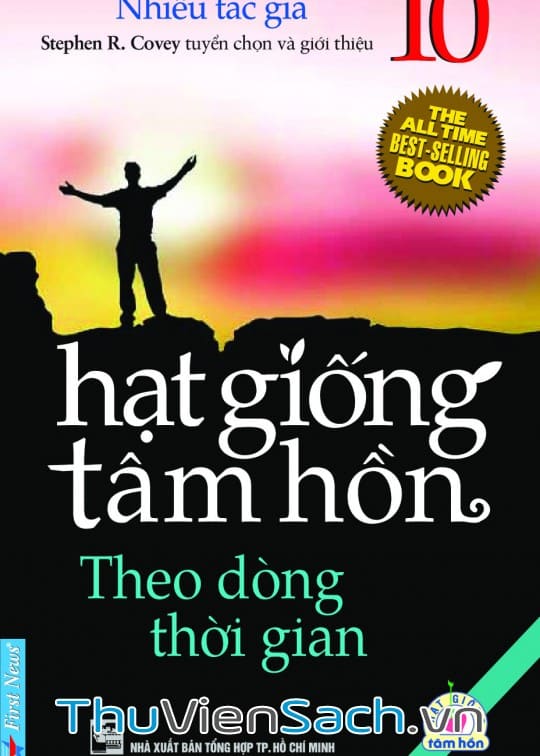 Nhiều tác giả
Stephen R. Covey tuyển chọn và giới thiệu
10
THE
ALL TIME
BEST-SELLING
BOOK
hạt giống
tâm hồn
Theo dòng
thời gian
First News®
ThuVienSach.vn
NHÀ XUẤT BẢN TỔNG HỢP TP. HỒ CHÍ MINH
HẠT GIỐNG
tâm hồn